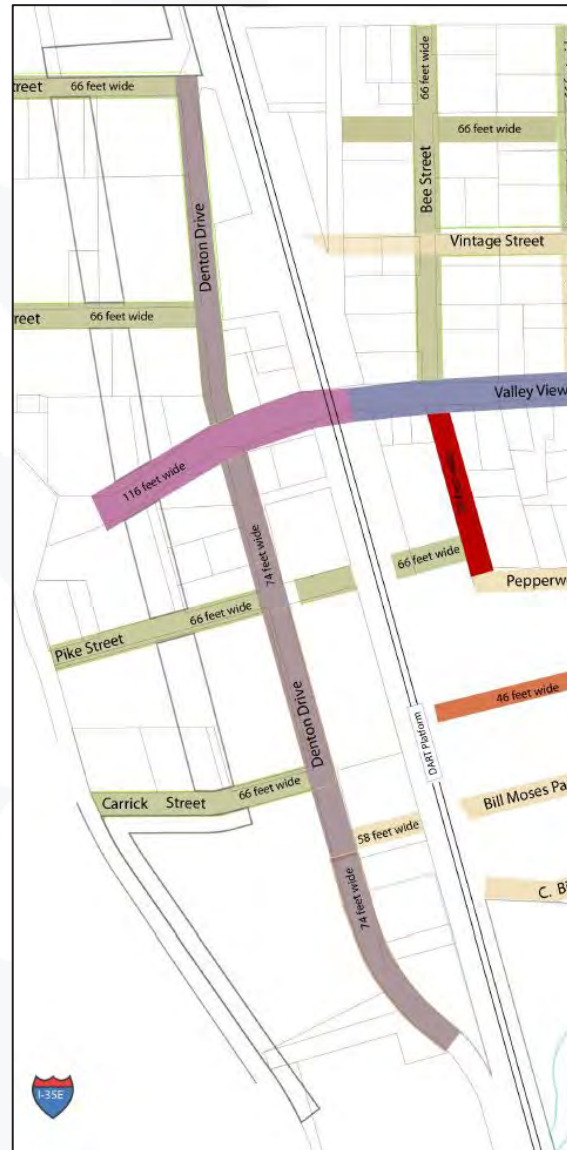 treet
66 feet wide
66 feet wide
66 feet wide
Bee Street
Denton Drive
Vintage Street
reet
66 feet wide
Valley View
116 feet wide
74 feet wide
66 feet wide
Pepperw
66 feet wide
Pike Street
Denton Drive
46 feet wide
DART Platform
66 feet wide
Carrick Street
Bill Moses Pa
58 feet wide
74 feet wide
C. Bi
I-35E